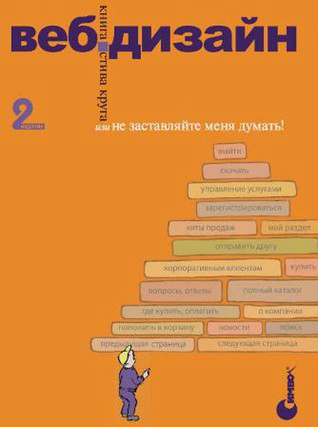 веб дизайн
книга стива круга
или не заставляйте меня думать!
2
издание
выйти
скачать
управление услугами
зарегистрироваться
хиты продаж мой раздел
отправить другу
корпоративным клиентам купить
вопросы, ответы полный каталог
где купить, оплатить о компании
положить в корзину новости поиск
предыдущая страница следующая страница